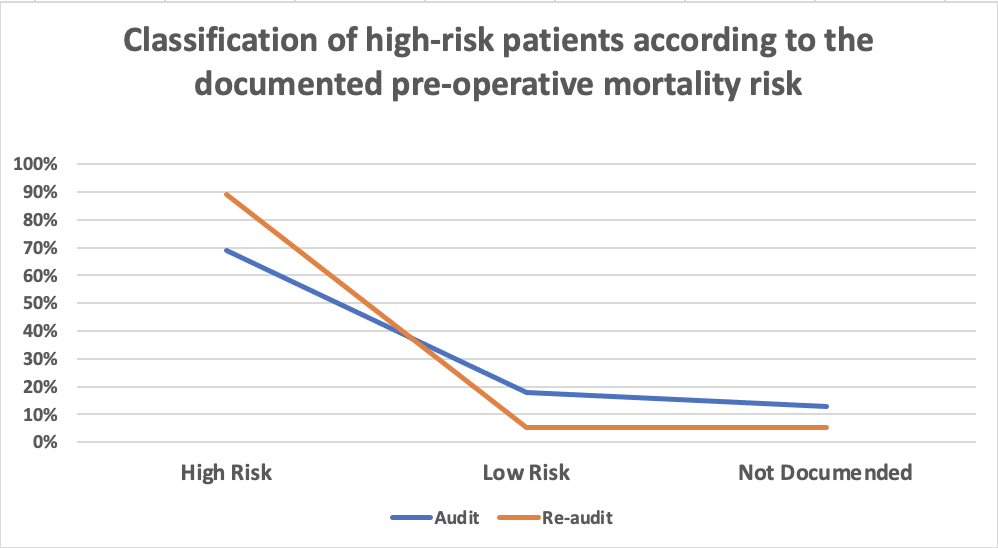 Classification of high-risk patients according to the
documented pre-operative mortality risk
100%
90%
80%
70%
60%
50%
40%
30%
20%
10%
0%
High Risk Low Risk Not Documended
Audit Re-audit